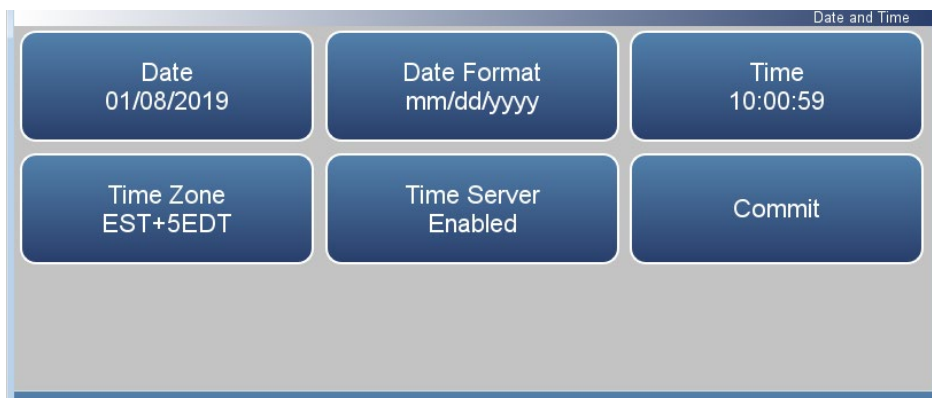 Date and Time
Date
01/08/2019
Date Format
mm/dd/yyyy
Time
10:00:59
Time Zone
EST+5EDT
Time Server
Enabled
Commit